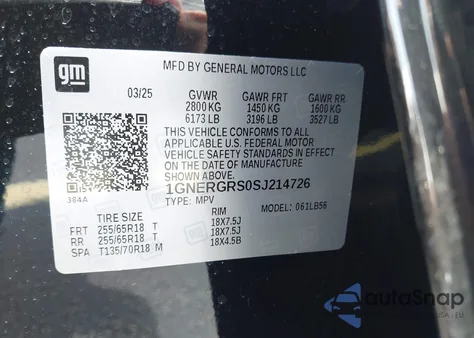 gm
MFD BY GENERAL MOTORS LLC
03/25 GVWR GAWR FRT GAWR RR
2800 KG 1450 KG 1600 KG
6173 LB 3196 LB 3527 LB
THIS VEHICLE CONFORMS TO ALL
APPLICABLE U.S. FEDERAL MOTOR
VEHICLE SAFETY STANDARDS IN EFFECT
ON THE DATE OF MANUFACTURE
SHOWN ABOVE.
1GNERGRS0SJ214726
TYPE: MPV MODEL: 061LB56
384A
TIRE SIZE RIM
FRT 255/65R18 T 18X7.5J
RR 255/65R18 T 18X7.5J
SPA T135/70R18 M 18X4.5B
autoSnap